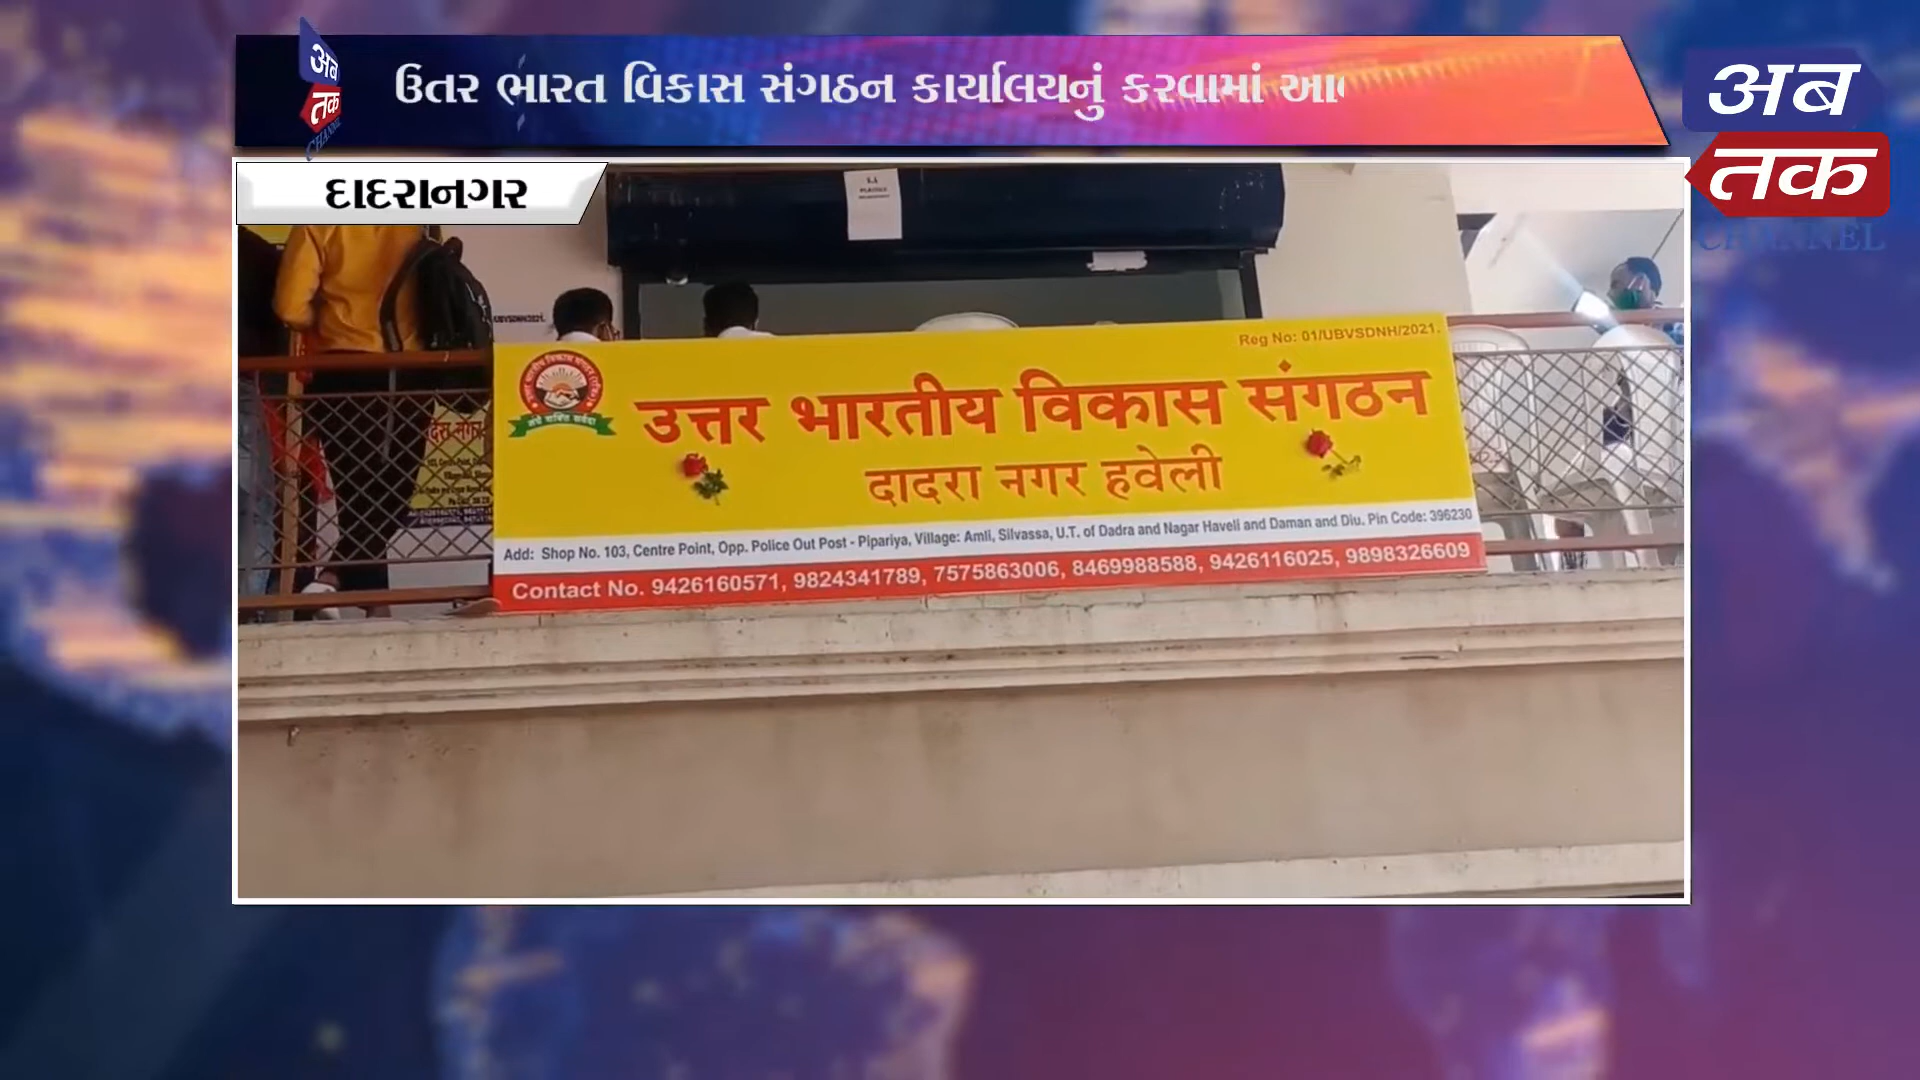 अब
तक
CHANNEL
ઉતર ભારત વિકાસ સંગઠન કાર્યાલયનું કરવામાં
अब
तक
CHANNEL
દાદરાનગર
Reg No: 01/UBVSDNH/2021.
उत्तर भारतीय विकास संगठन
दादरा नगर हवेली
Add: Shop No. 103, Centre Point, Opp. Police Out Post - Pipariya, Village: Amli, Silvassa, U.T. of Dadra and Nagar Haveli and Daman and Diu. Pin Code: 396230
Contact No. 9426160571, 9824341789, 7575863006, 8469988588, 9426116025, 9898326609